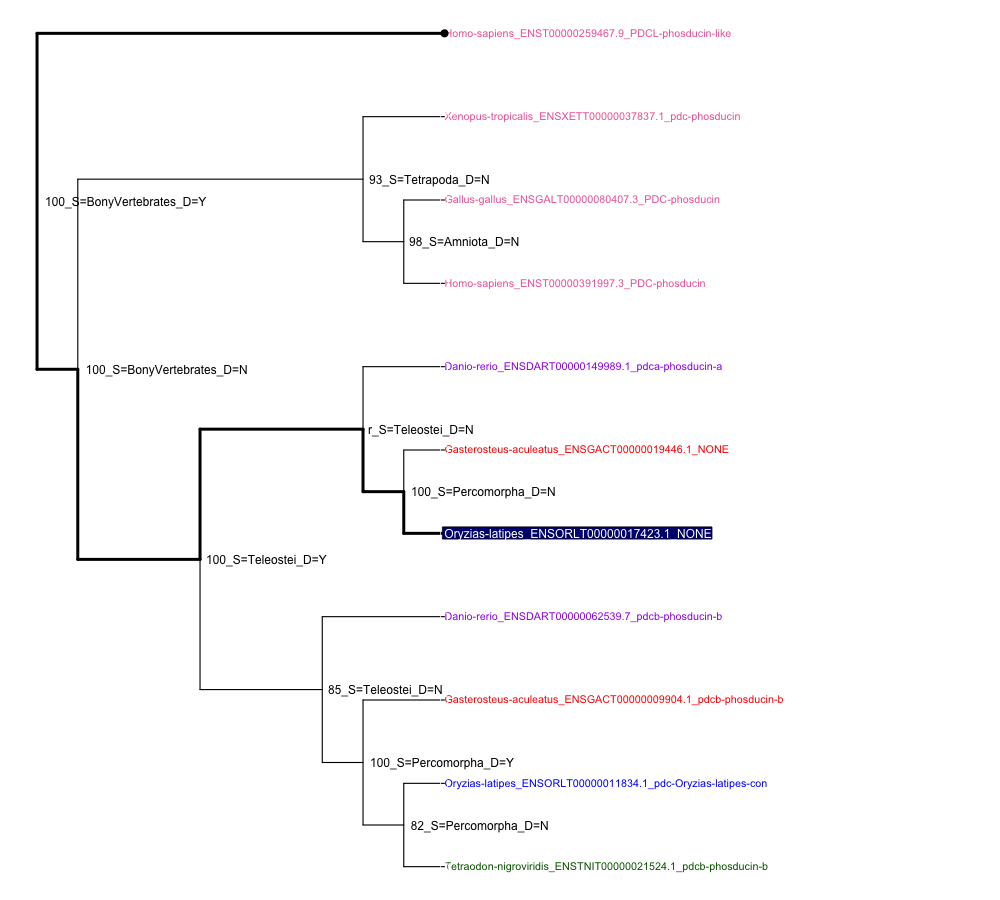 Homo-sapiens_ENST00000259467.9_PDCL-phosducin-like
Xenopus-tropicalis_ENSXETT00000037837.1_pdc-phosducin
93_S=Tetrapoda_D=N
Gallus-gallus_ENSGALT00000080407.3_PDC-phosducin
100_S=BonyVertebrates_D=Y
98_S=Amniota_D=N
Homo-sapiens_ENST00000391997.3_PDC-phosducin
Danio-rerio_ENSDART00000149989.1_pdca-phosducin-a
100_S=BonyVertebrates_D=N
r_S=Teleostei_D=N
Gasterosteus-aculeatus_ENSGACT00000019446.1_NONE
100_S=Percomorpha_D=N
Oryzias-latipes_ENSORLT00000017423.1_NONE
100_S=Teleostei_D=Y
Danio-rerio_ENSDART00000062539.7_pdcb-phosducin-b
85_S=Teleostei_D=N
Gasterosteus-aculeatus_ENSGACT00000009904.1_pdcb-phosducin-b
100_S=Percomorpha_D=Y
Oryzias-latipes_ENSORLT00000011834.1_pdc-Oryzias-latipes-con
82_S=Percomorpha_D=N
Tetraodon-nigroviridis_ENSTNIT00000021524.1_pdcb-phosducin-b